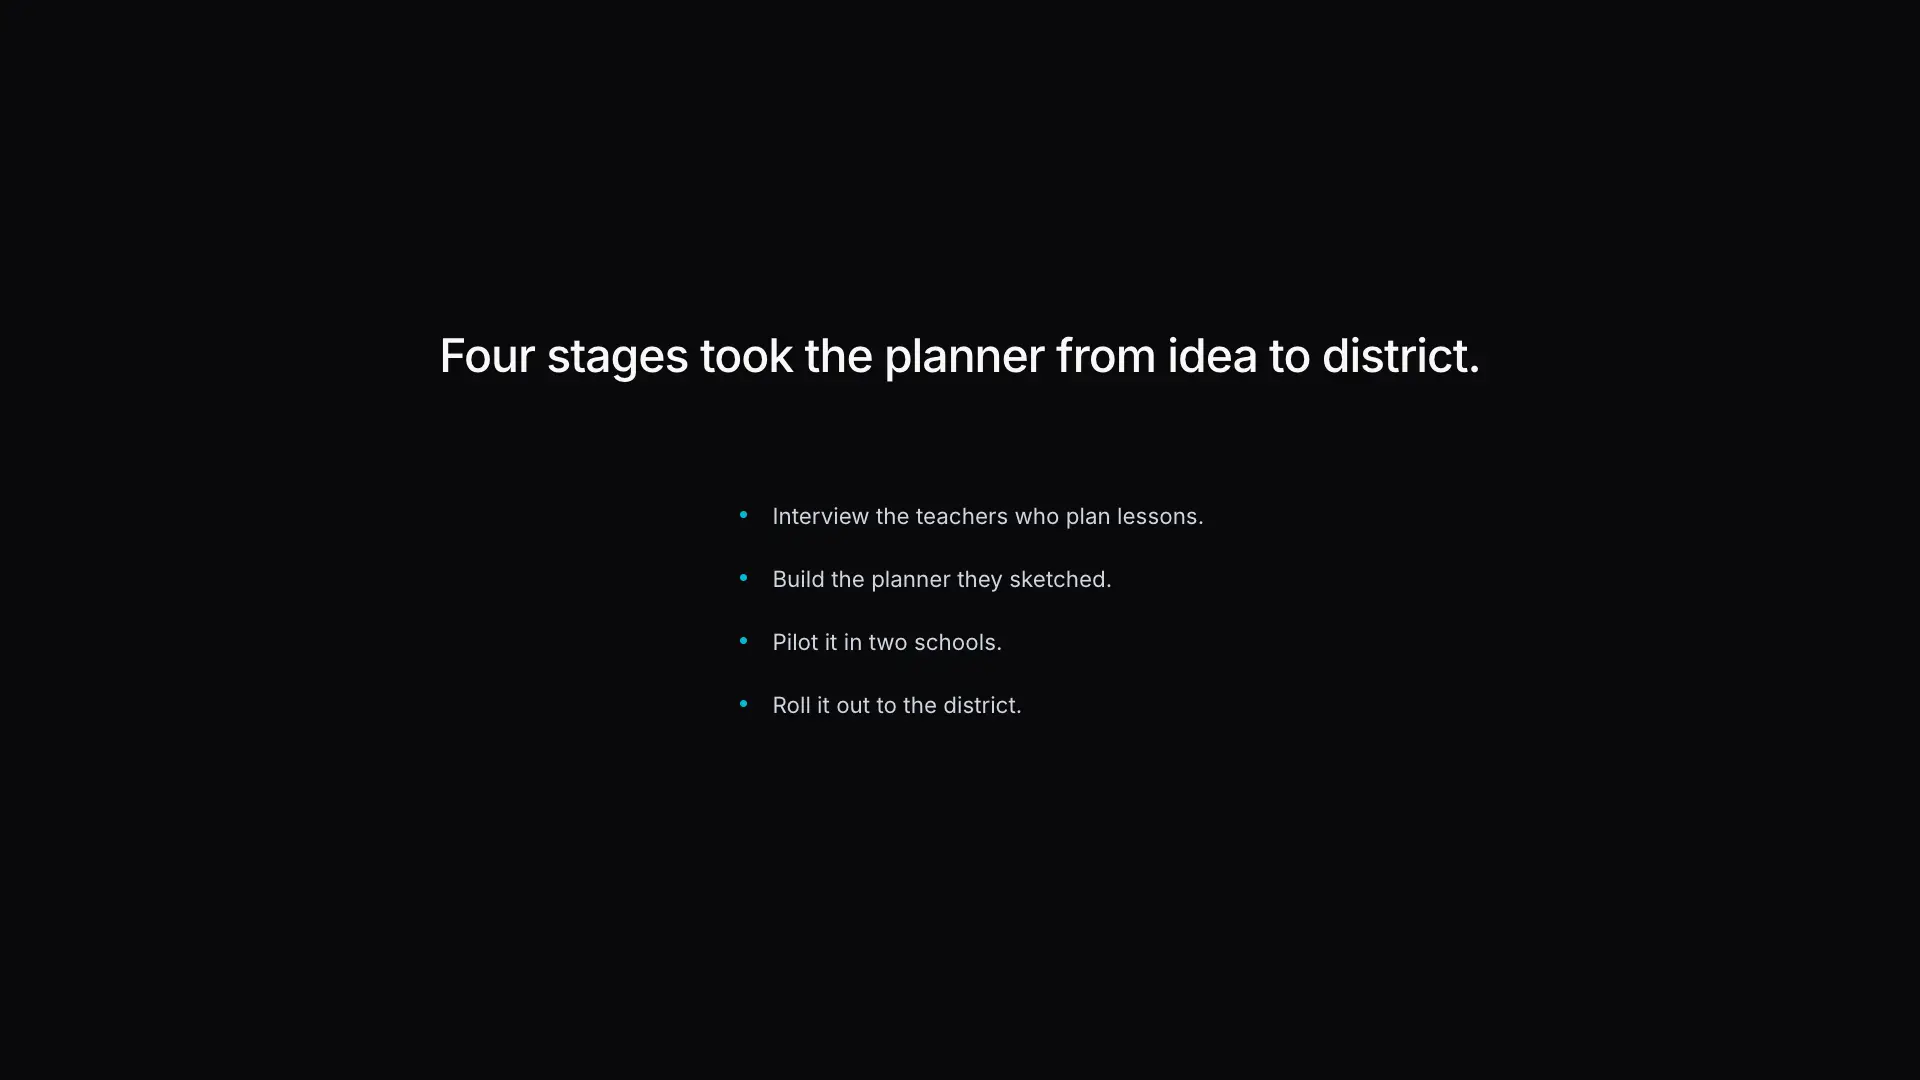 Four stages took the planner from idea to district.
• Interview the teachers who plan lessons.
• Build the planner they sketched.
• Pilot it in two schools.
• Roll it out to the district.